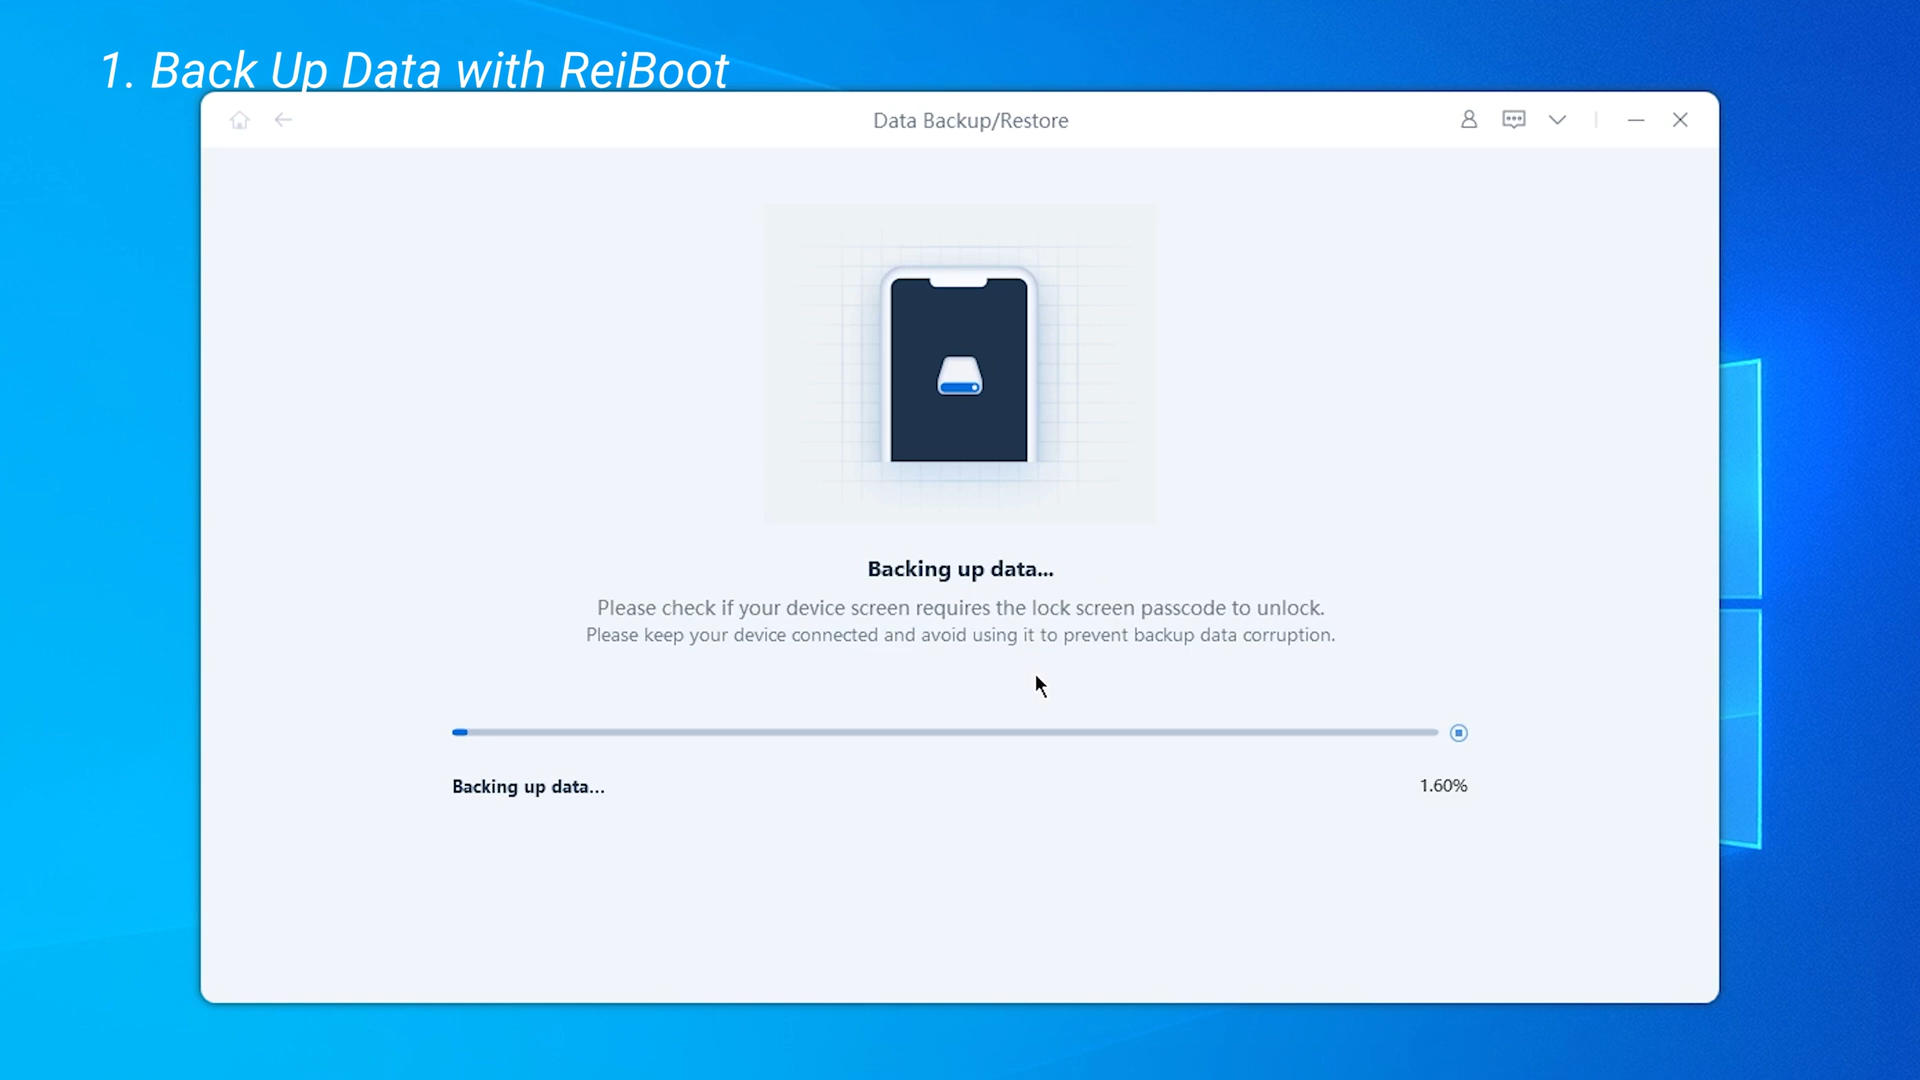 1. Back Up Data with ReiBoot
Data Backup/Restore
Backing up data...
Please check if your device screen requires the lock screen passcode to unlock.
Please keep your device connected and avoid using it to prevent backup data corruption.
Backing up data...
1.60%